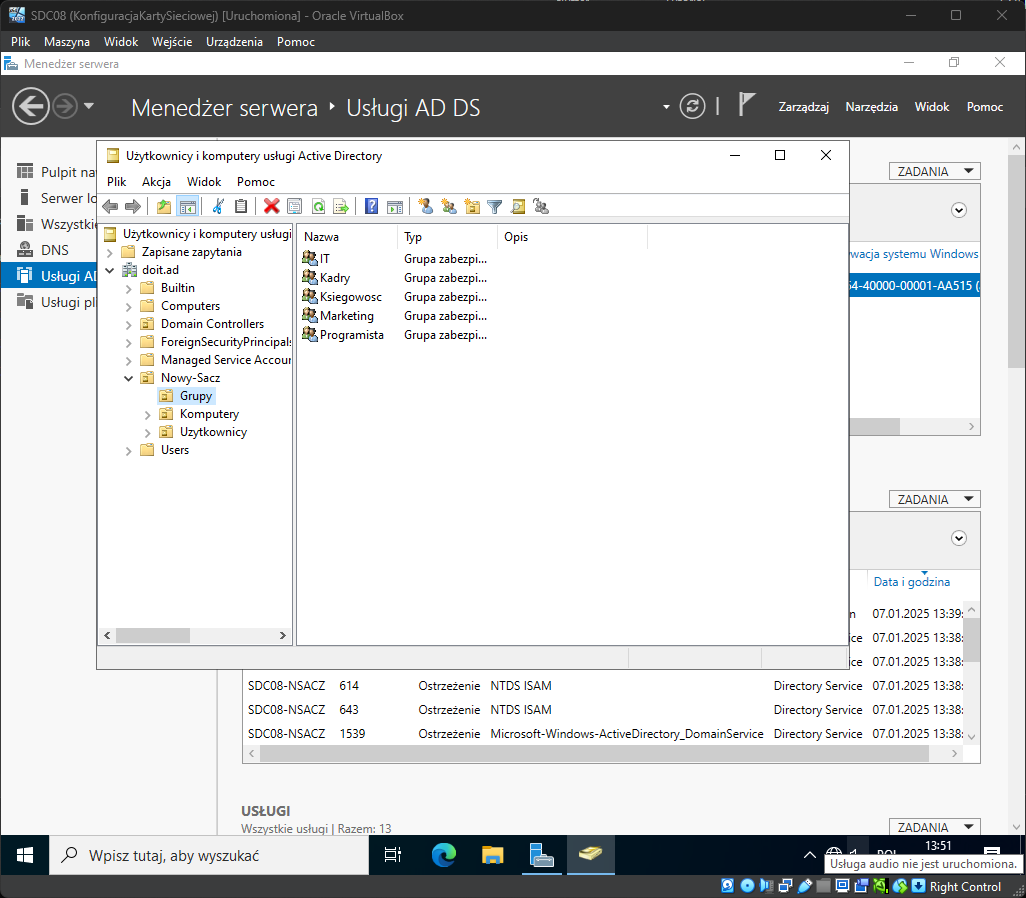 SDC08 (KonfiguracjaKartySieciowej) [Uruchomiona] - Oracle VirtualBox
Plik Maszyna Widok Wejście Urządzenia Pomoc
Menedżer serwera
Menedżer serwera Usługi AD DS
Zarządzaj Narzędzia Widok Pomoc
Pulpit na
Serwer lo
Wszystkie
DNS
Usługi AD
Usługi pl
Użytkownicy i komputery usługi Active Directory
Plik Akcja Widok Pomoc
Użytkownicy i komputery usługi
Zapisane zapytania
doit.ad
Builtin
Computers
Domain Controllers
ForeignSecurityPrincipals
Managed Service Accour
Nowy-Sacz
Grupy
Komputery
Uzytkownicy
Users
Nazwa Typ Opis
IT Grupa zabezpi...
Kadry Grupa zabezpi...
Ksiegowosc Grupa zabezpi...
Marketing Grupa zabezpi...
Programista Grupa zabezpi...
ZADANIA
wacja systemu Windows
54-40000-00001-AA515 (
ZADANIA
Data i godzina
n 07.01.2025 13:39:
ice 07.01.2025 13:38:
ice 07.01.2025 13:38:
SDC08-NSACZ 614 Ostrzeżenie NTDS ISAM Directory Service 07.01.2025 13:38:
SDC08-NSACZ 643 Ostrzeżenie NTDS ISAM Directory Service 07.01.2025 13:38:
SDC08-NSACZ 1539 Ostrzeżenie Microsoft-Windows-ActiveDirectory_DomainService Directory Service 07.01.2025 13:38:
USŁUGI
Wszystkie usługi | Razem: 13
ZADANIA
Wpisz tutaj, aby wyszukać
13:51
Usługa audio nie jest uruchomiona.
Right Control